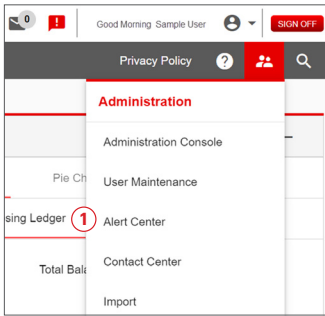 0 ! Good Morning Sample User SIGN OFF
Privacy Policy ?
Administration
Administration Console
Pie Ch User Maintenance
sing Ledger 1 Alert Center
Total Bala Contact Center
Import